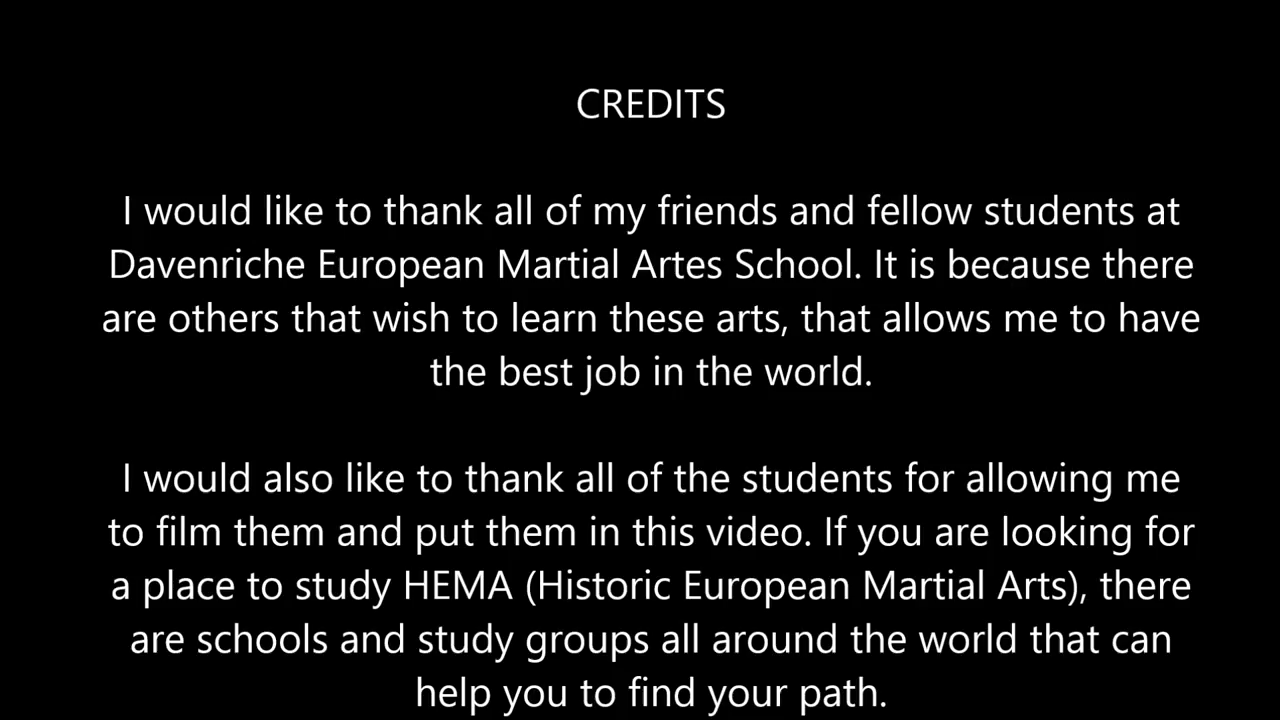 CREDITS
I would like to thank all of my friends and fellow students at
Davenriche European Martial Artes School. It is because there
are others that wish to learn these arts, that allows me to have
the best job in the world.
I would also like to thank all of the students for allowing me
to film them and put them in this video. If you are looking for
a place to study HEMA (Historic European Martial Arts), there
are schools and study groups all around the world that can
help you to find your path.